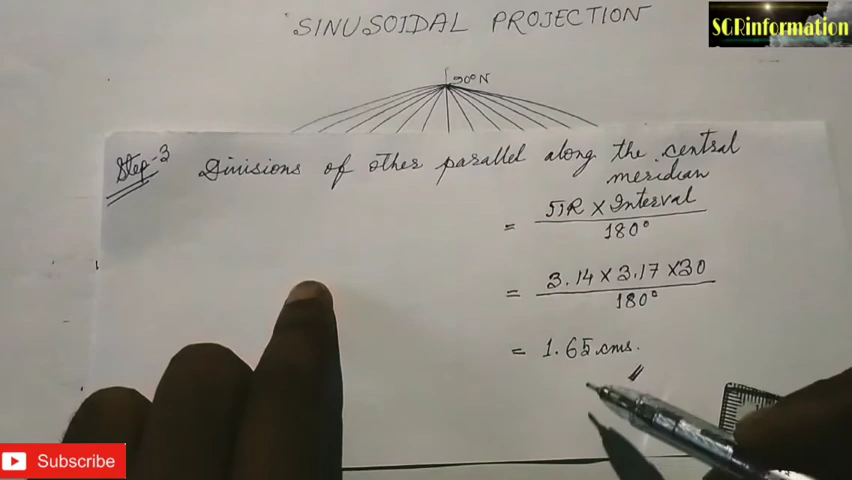 SINUSOIDAL PROJECTION
SGRinformation
90°N
Step-3 Divisions of other parallel along the central
meridian
= πR × Interval
180°
= 3.14 × 3.17 × 30
180°
= 1.65 cms.
Subscribe